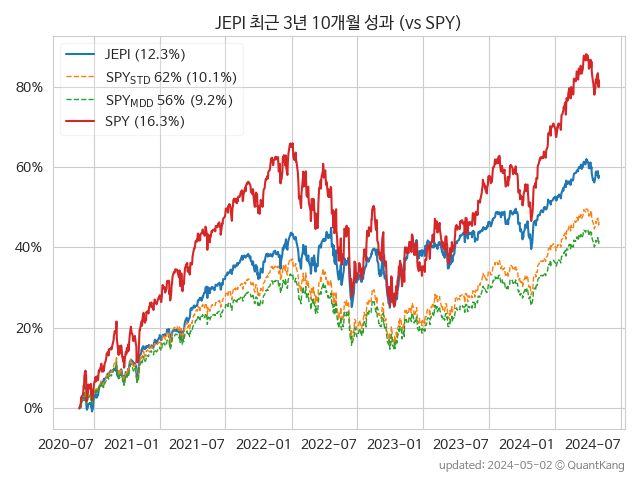 JEPI 최근 3년 10개월 성과 (vs SPY)
JEPI (12.3%)
SPY_STD 62% (10.1%)
SPY_MDD 56% (9.2%)
SPY (16.3%)
80%
60%
40%
20%
0%
2020-07 2021-01 2021-07 2022-01 2022-07 2023-01 2023-07 2024-01 2024-07
updated: 2024-05-02 © QuantKang